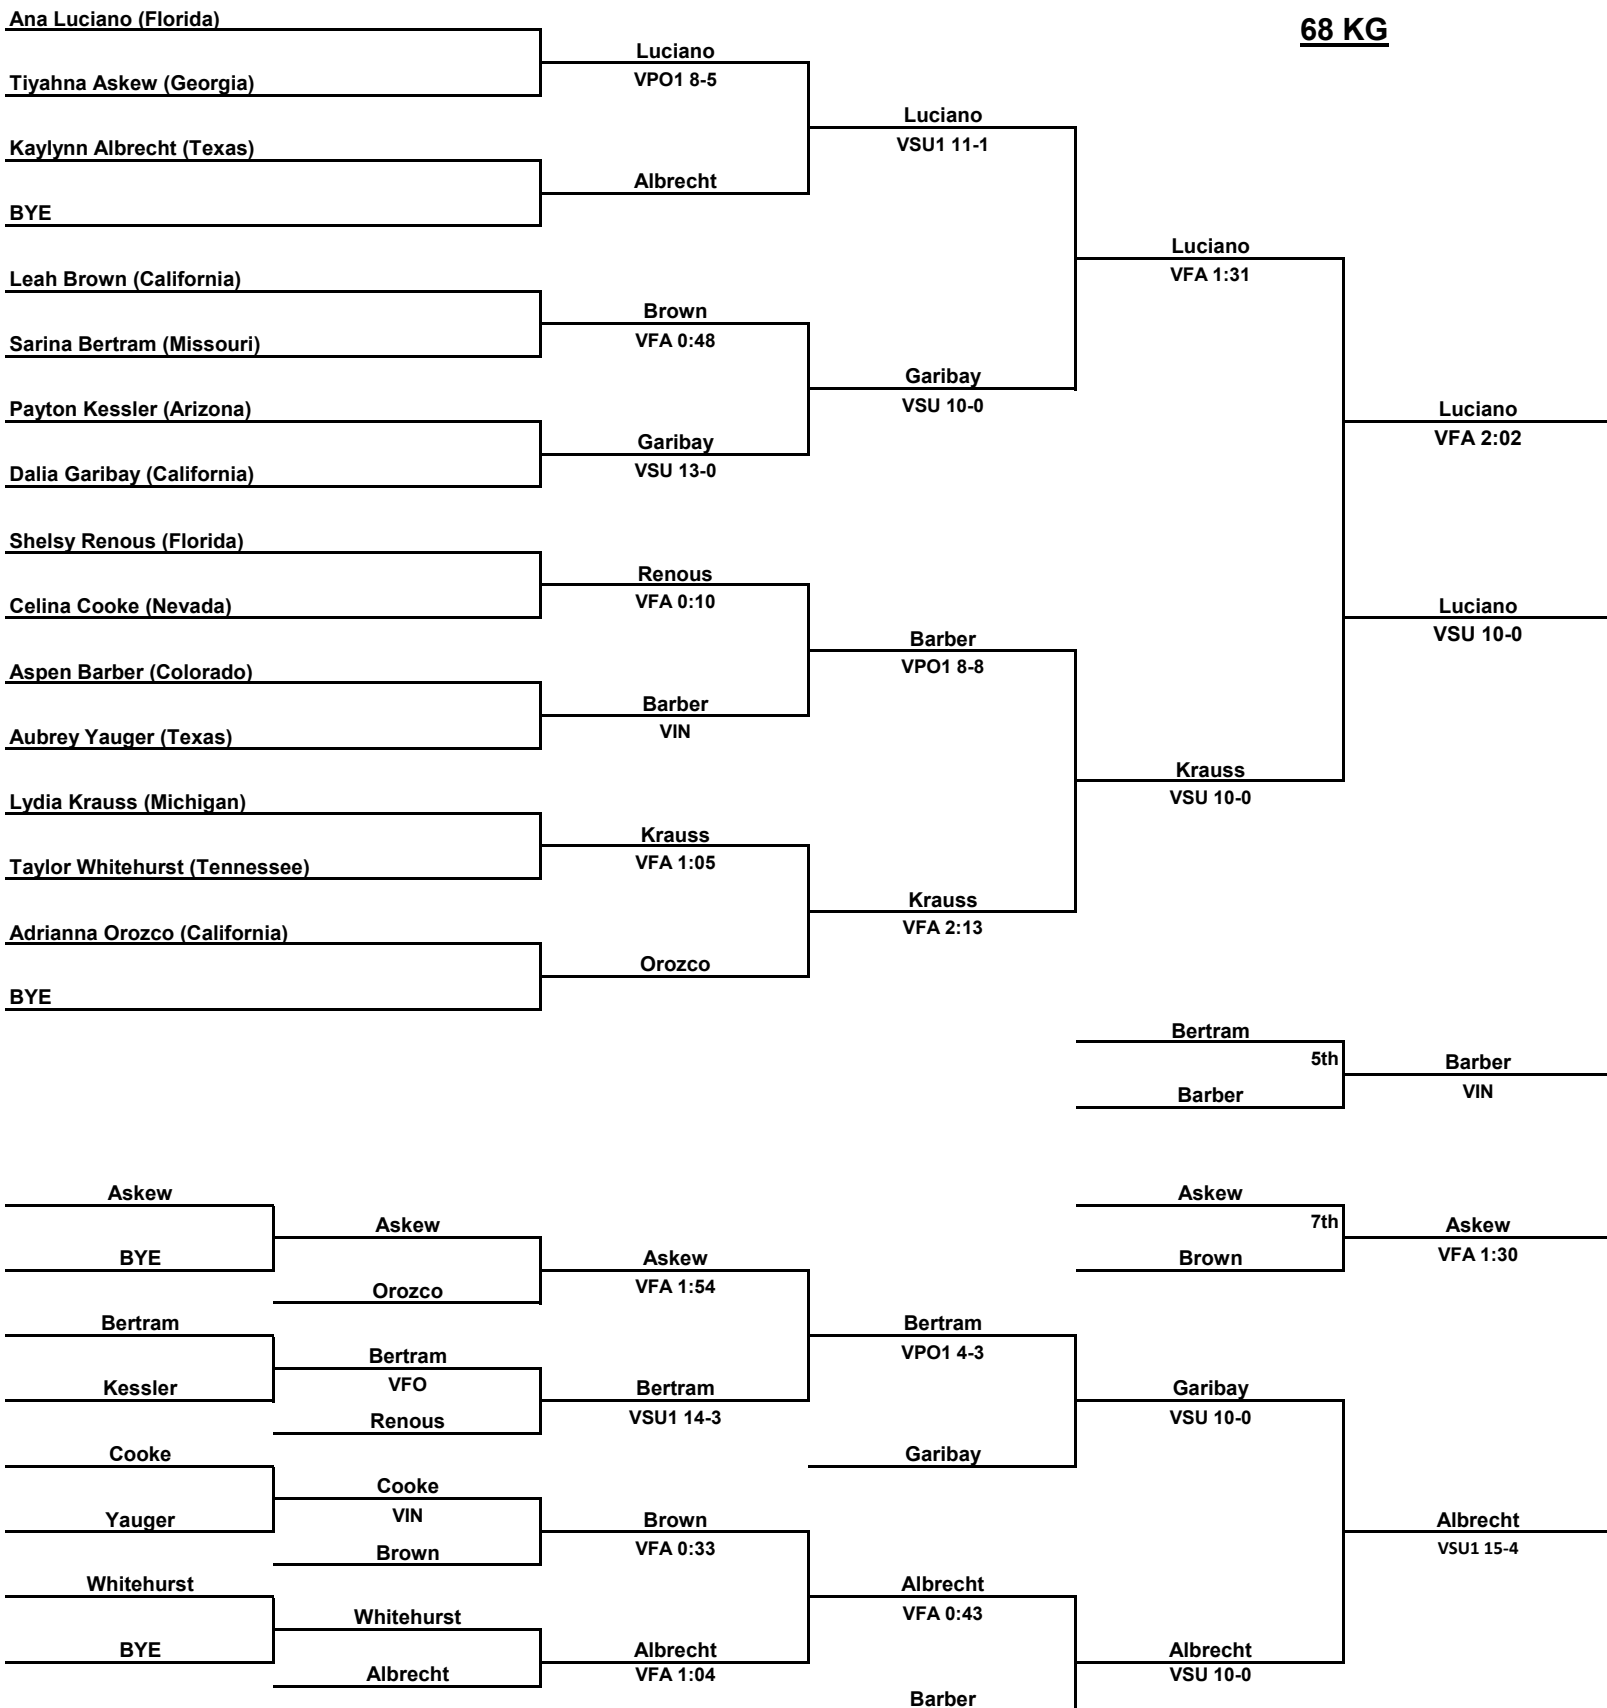 Ana Luciano (Florida)
68 KG
Luciano
VPO1 8-5
Tiyahna Askew (Georgia)
Luciano
VSU1 11-1
Kaylynn Albrecht (Texas)
Albrecht
BYE
Luciano
VFA 1:31
Leah Brown (California)
Brown
VFA 0:48
Sarina Bertram (Missouri)
Garibay
VSU 10-0
Payton Kessler (Arizona)
Luciano
VFA 2:02
Garibay
VSU 13-0
Dalia Garibay (California)
Shelsy Renous (Florida)
Renous
VFA 0:10
Celina Cooke (Nevada)
Luciano
VSU 10-0
Barber
VPO1 8-8
Aspen Barber (Colorado)
Barber
VIN
Aubrey Yauger (Texas)
Krauss
VSU 10-0
Lydia Krauss (Michigan)
Krauss
VFA 1:05
Taylor Whitehurst (Tennessee)
Krauss
VFA 2:13
Adrianna Orozco (California)
Orozco
BYE
Bertram
5th
Barber
VIN
Barber
Askew
Askew
7th
Askew
Askew
VFA 1:30
BYE
Askew
VFA 1:54
Brown
Orozco
Bertram
Bertram
VPO1 4-3
Bertram
VFO
Kessler
Bertram
VSU1 14-3
Garibay
VSU 10-0
Renous
Cooke
Garibay
Cooke
VIN
Yauger
Brown
VFA 0:33
Albrecht
VSU1 15-4
Brown
Whitehurst
Albrecht
VFA 0:43
Whitehurst
BYE
Albrecht
VFA 1:04
Albrecht
VSU 10-0
Albrecht
Barber